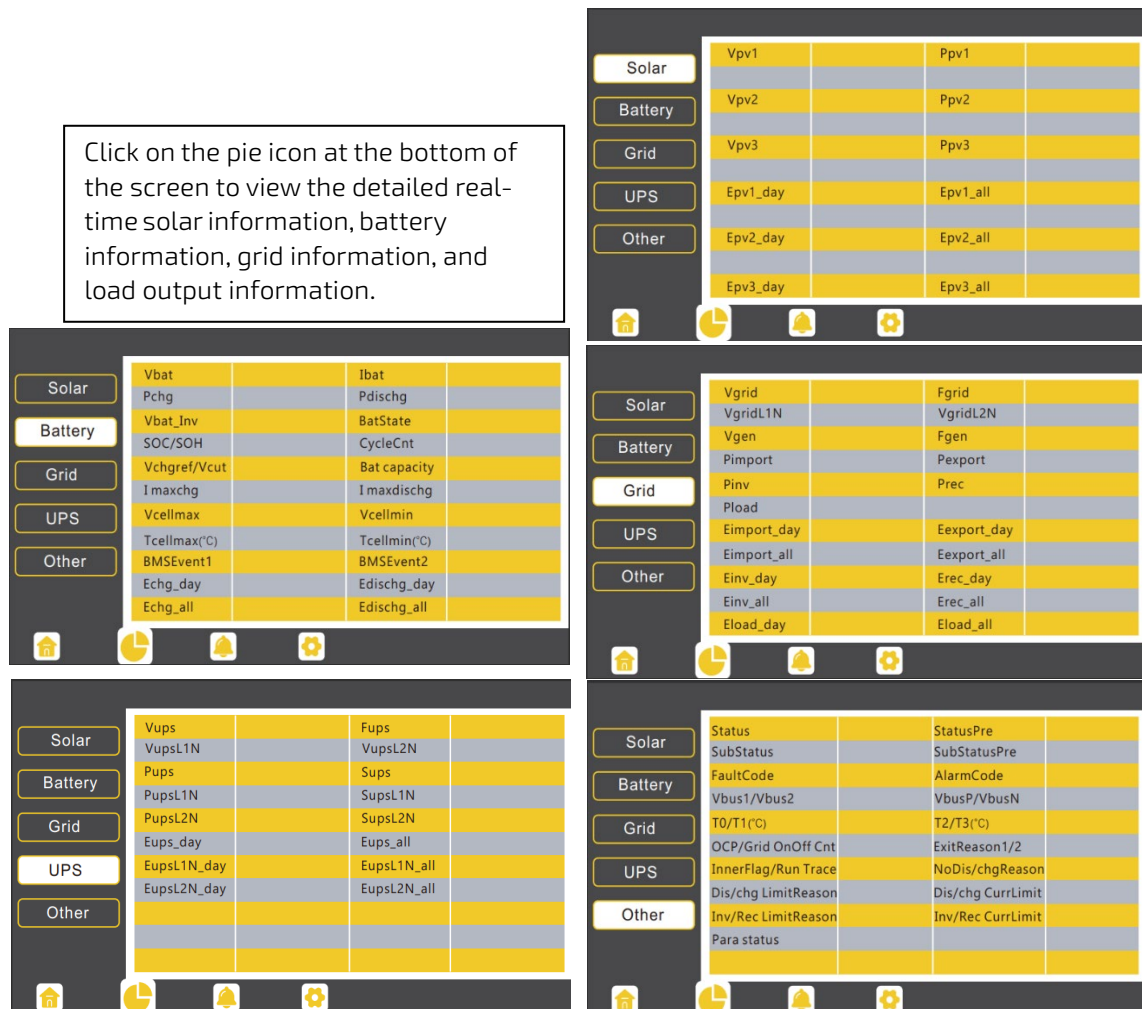 Click on the pie icon at the bottom of
the screen to view the detailed real-
time solar information, battery
information, grid information, and
load output information.
Solar
Battery
Grid
UPS
Other
Vpv1 Ppv1
Vpv2 Ppv2
Vpv3 Ppv3
Epv1_day Epv1_all
Epv2_day Epv2_all
Epv3_day Epv3_all
Solar
Battery
Grid
UPS
Other
Vbat Ibat
Pchg Pdischg
Vbat_Inv BatState
SOC/SOH CycleCnt
Vchgref/Vcut Bat capacity
I maxchg I maxdischg
Vcellmax Vcellmin
Tcellmax(°C) Tcellmin(°C)
BMSEvent1 BMSEvent2
Echg_day Edischg_day
Echg_all Edischg_all
Solar
Battery
Grid
UPS
Other
Vgrid Fgrid
VgridL1N VgridL2N
Vgen Fgen
Pimport Pexport
Pinv Prec
Pload
Eimport_day Eexport_day
Eimport_all Eexport_all
Einv_day Erec_day
Einv_all Erec_all
Eload_day Eload_all
Solar
Battery
Grid
UPS
Other
Vups Fups
VupsL1N VupsL2N
Pups Sups
PupsL1N SupsL1N
PupsL2N SupsL2N
Eups_day Eups_all
EupsL1N_day EupsL1N_all
EupsL2N_day EupsL2N_all
Solar
Battery
Grid
UPS
Other
Status StatusPre
SubStatus SubStatusPre
FaultCode AlarmCode
Vbus1/Vbus2 VbusP/VbusN
T0/T1(°C) T2/T3(°C)
OCP/Grid OnOff Cnt ExitReason1/2
InnerFlag/Run Trace NoDis/chgReason
Dis/chg LimitReason Dis/chg CurrLimit
Inv/Rec LimitReason Inv/Rec CurrLimit
Para status